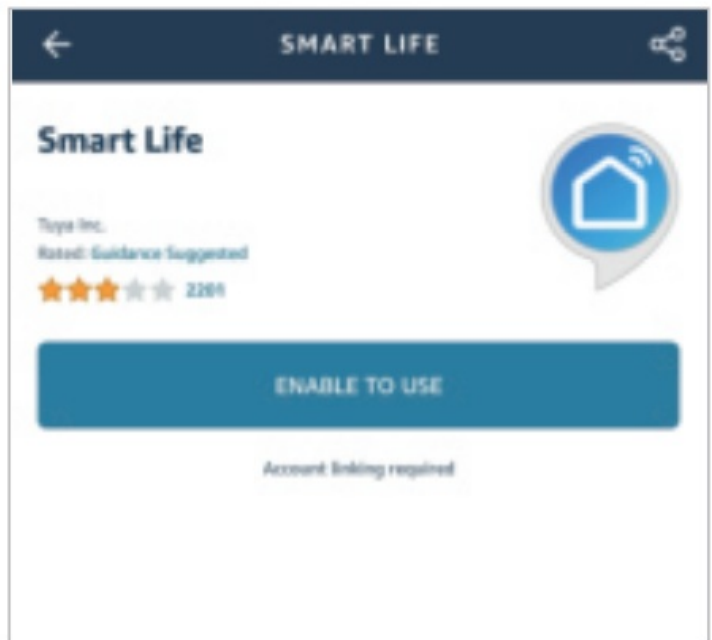 SMART LIFE
Smart Life
Tuya Inc.
Rated: Guidance Suggested
2201
ENABLE TO USE
Account linking required